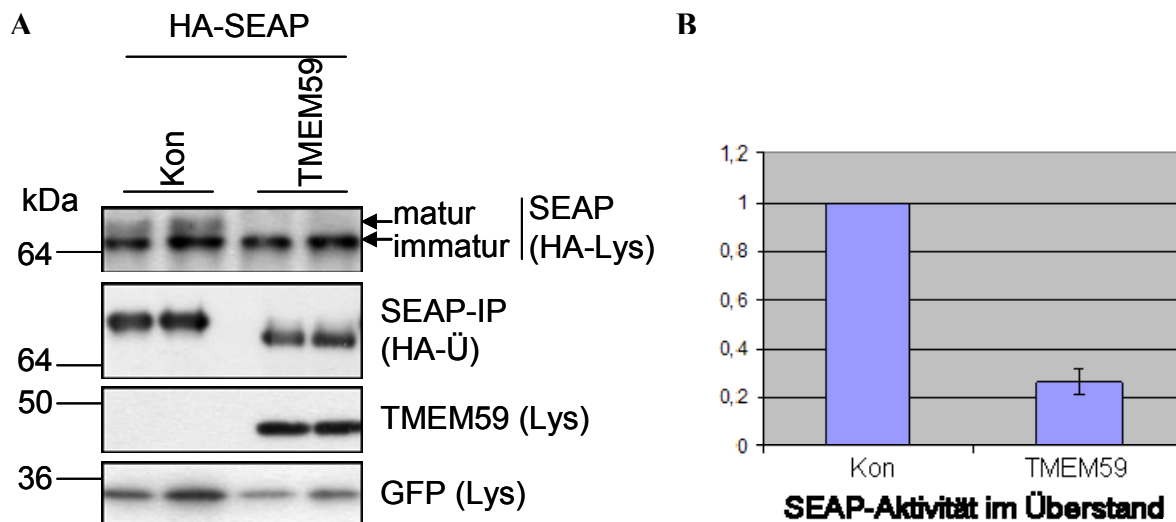 A
HA-SEAP
Kon
TMEM59
kDa
64
matur
immatur
SEAP
(HA-Lys)
64
SEAP-IP
(HA-Ü)
50
TMEM59 (Lys)
36
GFP (Lys)
B
1,2
1
0,8
0,6
0,4
0,2
0
Kon
TMEM59
SEAP-Aktivität im Überstand